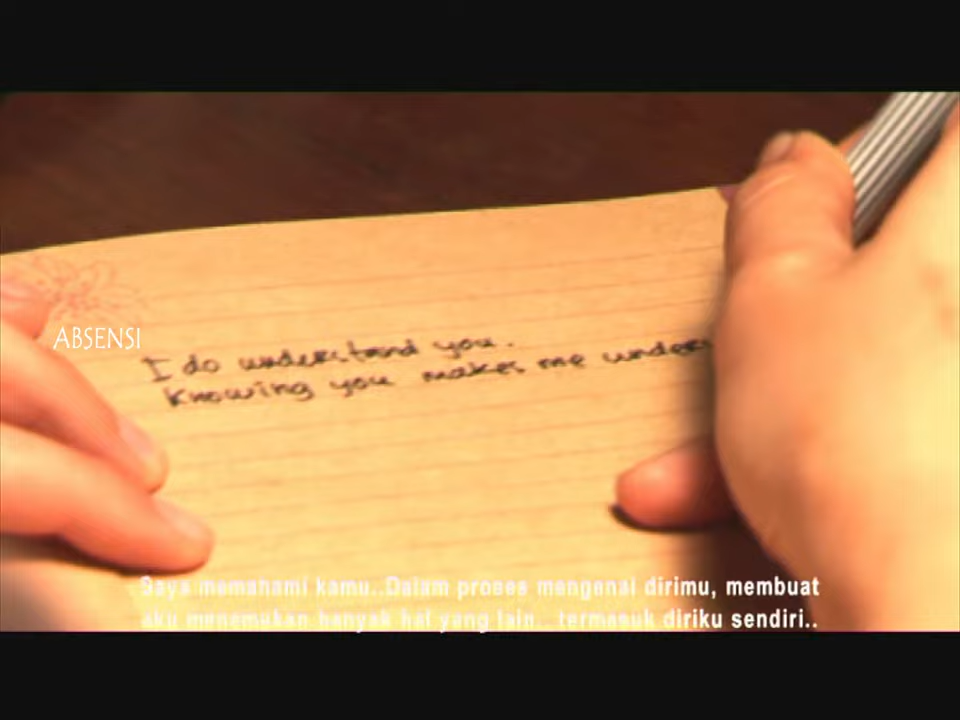 ABSENSI
I do understand you.
Knowing you makes me unders
Saya memahami kamu..Dalam proses mengenal dirimu, membuat
aku menemukan banyak hal yang lain.. termasuk diriku sendiri..